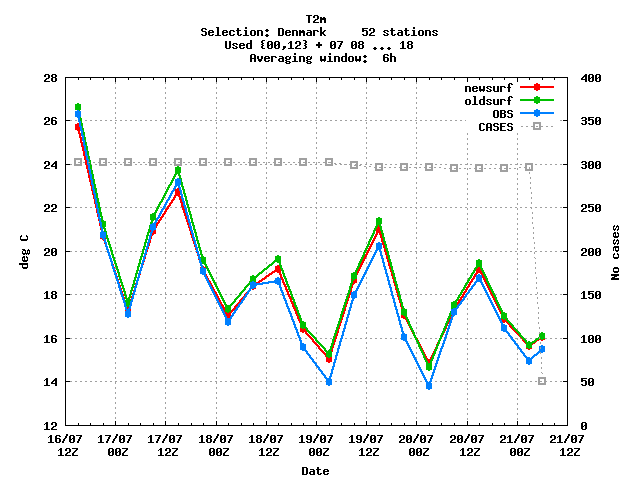 T2m
Selection: Denmark 52 stations
Used {00,12} + 07 08 ... 18
Averaging window: 6h
28 400
newsurf
oldsurf
OBS
CASES
26 350
24 300
22 250
20 200
18 150
16 100
14 50
12 0
deg C
No cases
16/07 17/07 17/07 18/07 18/07 19/07 19/07 20/07 20/07 21/07 21/07
12Z 00Z 12Z 00Z 12Z 00Z 12Z 00Z 12Z 00Z 12Z
Date